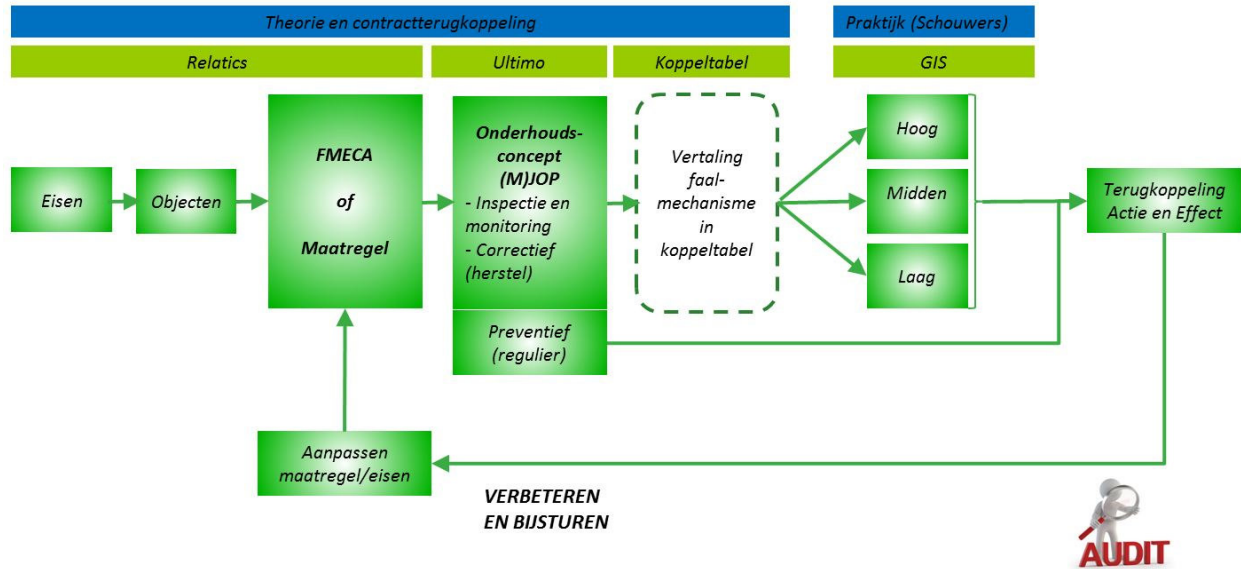 Theorie en contractterugkoppeling
Praktijk (Schouwers)
Relatics
Ultimo
Koppeltabel
GIS
Eisen
Objecten
FMECA
of
Maatregel
Onderhouds-
concept
(M)JOP
- Inspectie en
monitoring
- Correctief
(herstel)
Preventief
(regulier)
Vertaling
faal-
mechanisme
in
koppeltabel
Hoog
Midden
Laag
Terugkoppeling
Actie en Effect
Aanpassen
maatregel/eisen
VERBETEREN
EN BIJSTUREN
AUDIT